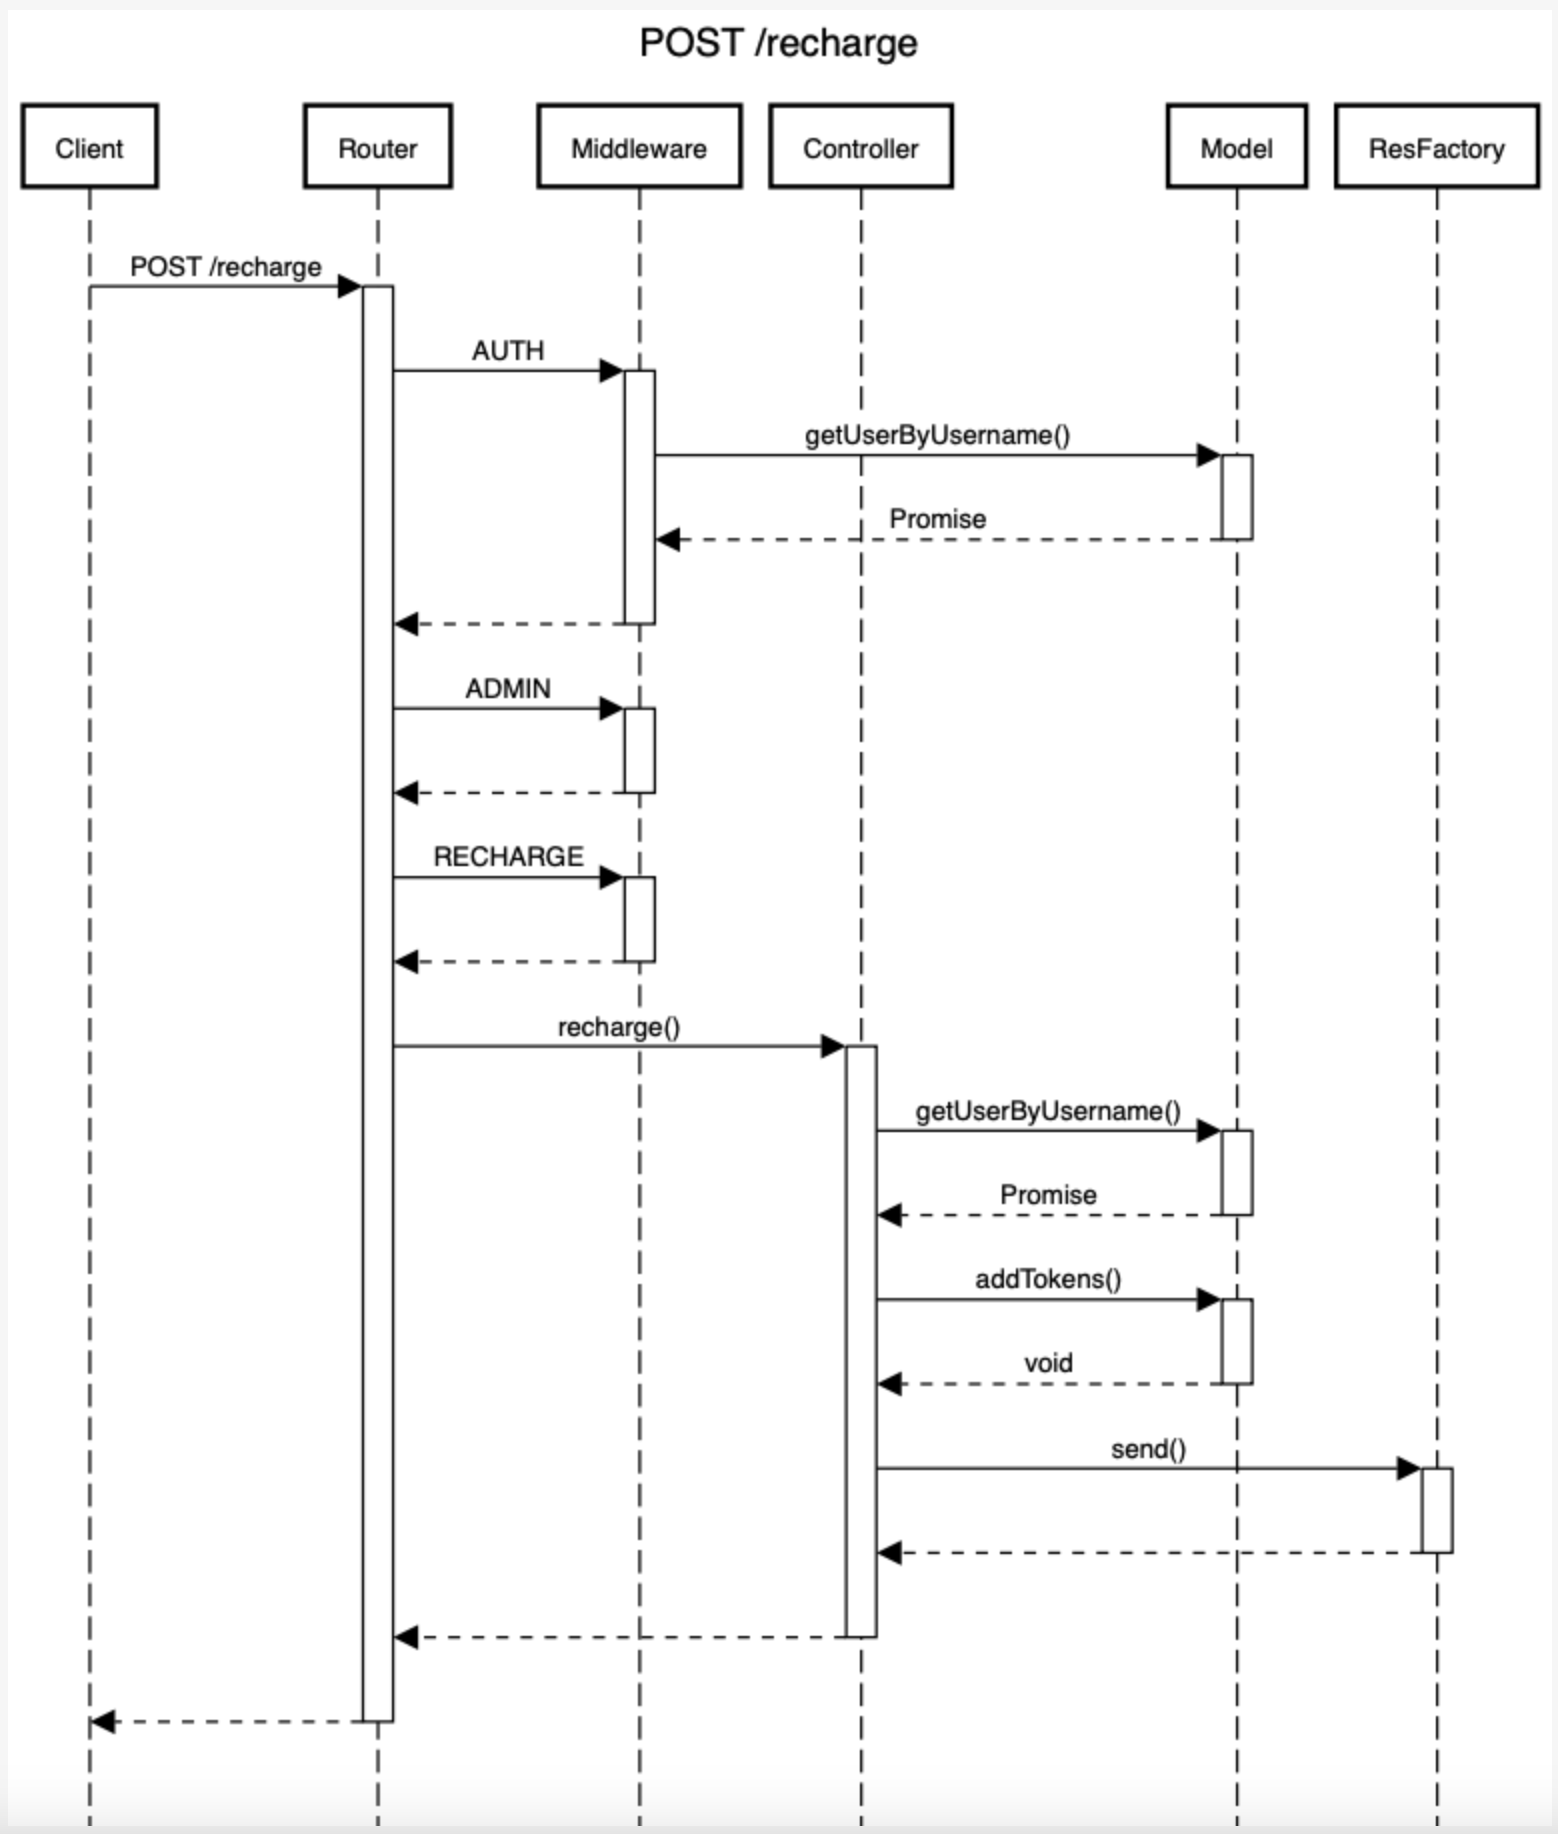 POST /recharge
Client
Router
Middleware
Controller
Model
ResFactory
POST /recharge
AUTH
getUserByUsername()
Promise
ADMIN
RECHARGE
recharge()
getUserByUsername()
Promise
addTokens()
void
send()